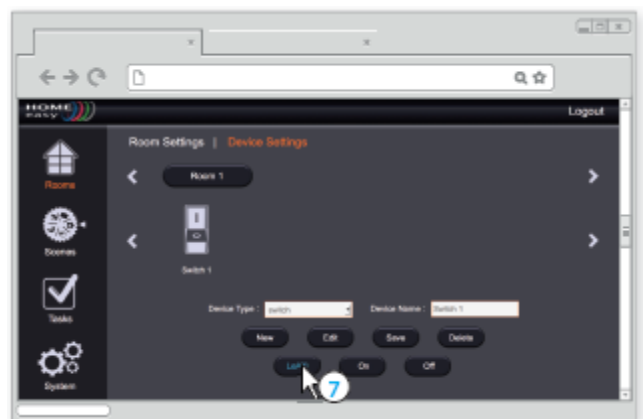 HOME
easy
Logout
Room Settings | Device Settings
Rooms
Room 1
Scenes
Switch 1
Tasks
Device Type : switch Device Name : Switch 1
New Edit Save Delete
On Off
7
System